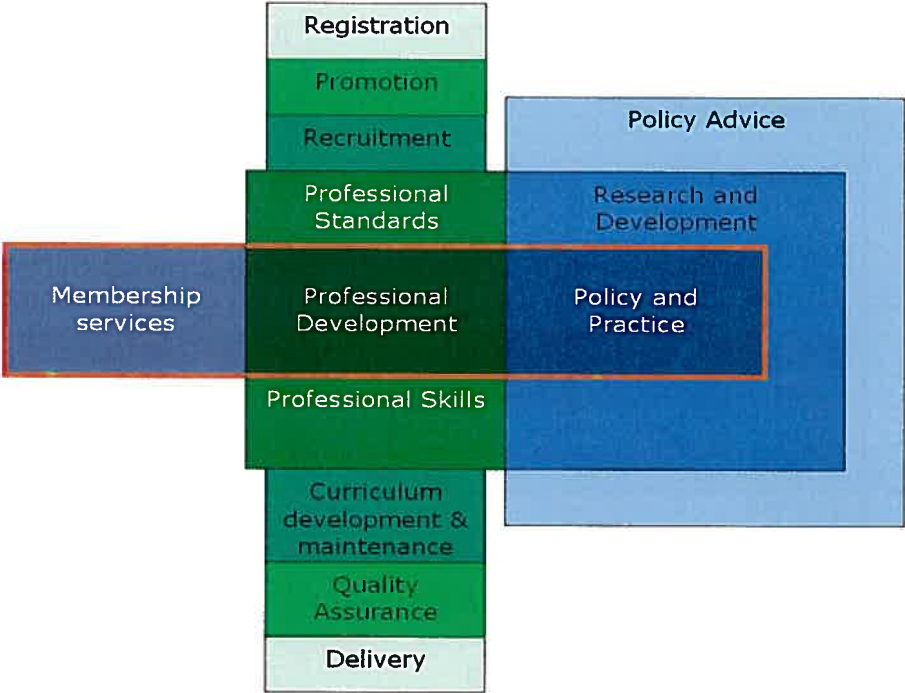 Registration
Promotion
Recruitment
Policy Advice
Professional
Standards
Research and
Development
Membership
services
Professional
Development
Policy and
Practice
Professional Skills
Curriculum
development &
maintenance
Quality
Assurance
Delivery